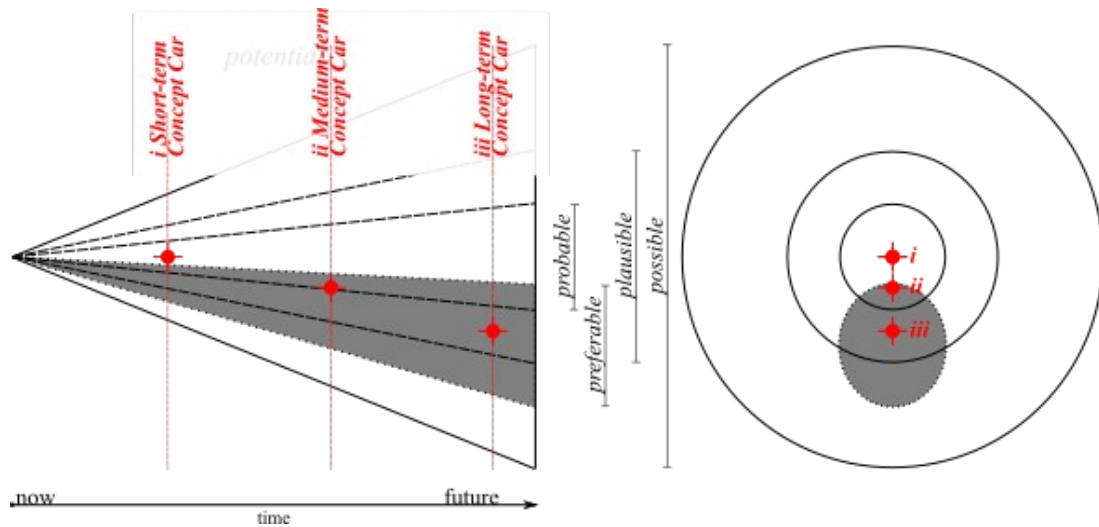 potential
i Short-term
Concept Car
ii Medium-term
Concept Car
iii Long-term
Concept Car
probable
preferable
plausible
possible
i
ii
iii
now
future
time